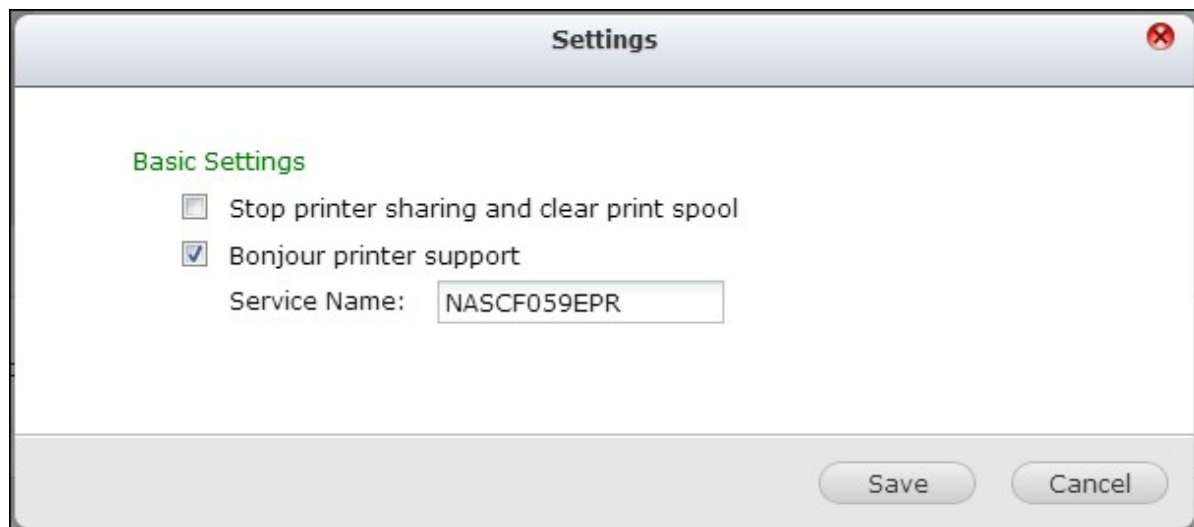 Settings
Basic Settings
Stop printer sharing and clear print spool
Bonjour printer support
Service Name: NASCF059EPR
Save Cancel